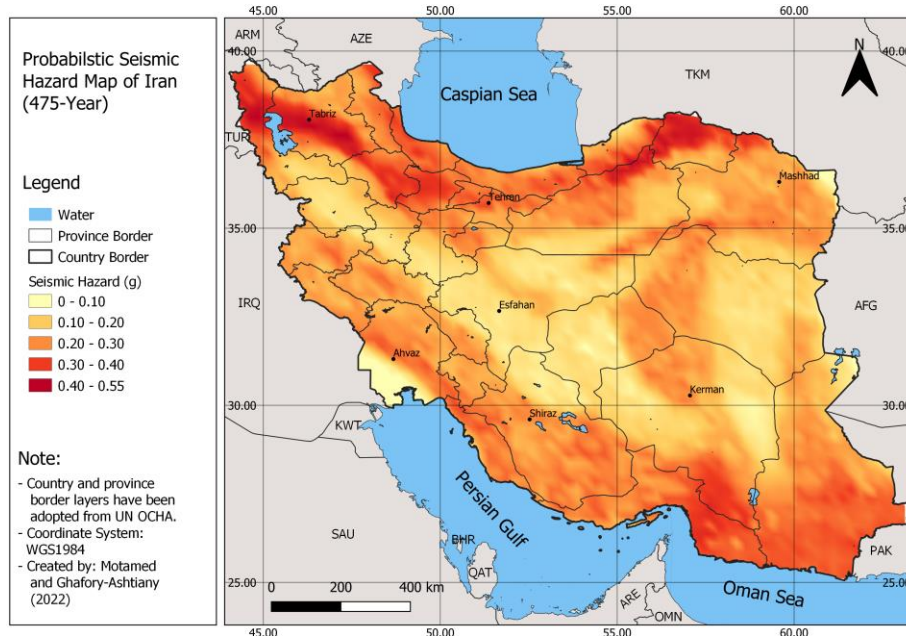 Probabilstic Seismic
Hazard Map of Iran
(475-Year)
Legend
Water
Province Border
Country Border
Seismic Hazard (g)
0 - 0.10
0.10 - 0.20
0.20 - 0.30
0.30 - 0.40
0.40 - 0.55
Note:
- Country and province
border layers have been
adopted from UN OCHA.
- Coordinate System:
WGS1984
- Created by: Motamed
and Ghafory-Ashtiany
(2022)
45.00 50.00 55.00 60.00
ARM
AZE
40.00 40.00
N
TKM
Caspian Sea
Tabriz
TUR
Mashhad
Tehran
35.00 35.00
IRQ
Esfahan
AFG
Ahvaz
Kerman
30.00 30.00
Shiraz
KWT
Persian Gulf
SAU
BHR
PAK
QAT
25.00 25.00
ARE
Oman Sea
OMN
0 200 400 km
45.00 50.00 55.00 60.00